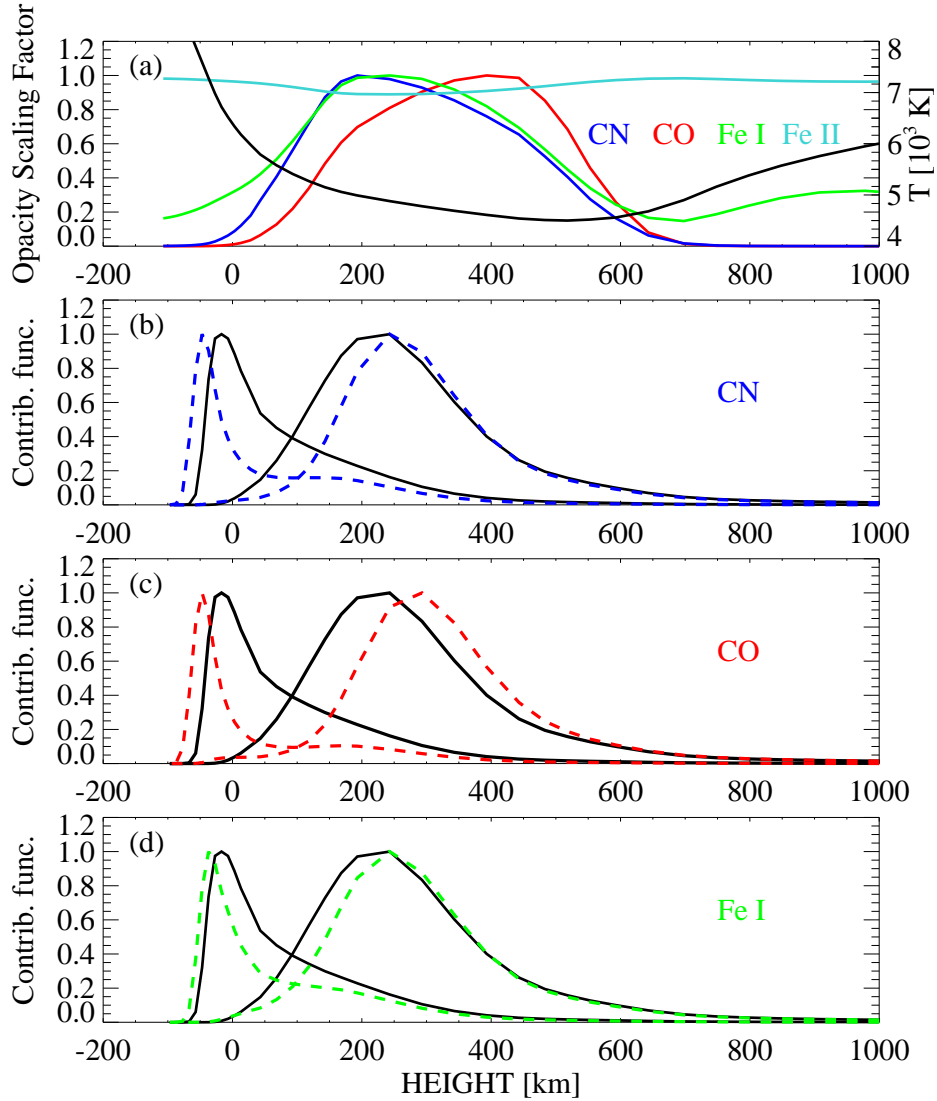 Opacity Scaling Factor
1.2
1.0
0.8
0.6
0.4
0.2
0.0
(a)
CN
CO
Fe I
Fe II
8
7
6
5
4
T [10³ K]
-200 0 200 400 600 800 1000
Contrib. func.
1.2
1.0
0.8
0.6
0.4
0.2
0.0
(b)
CN
-200 0 200 400 600 800 1000
Contrib. func.
1.2
1.0
0.8
0.6
0.4
0.2
0.0
(c)
CO
-200 0 200 400 600 800 1000
Contrib. func.
1.2
1.0
0.8
0.6
0.4
0.2
0.0
(d)
Fe I
-200 0 200 400 600 800 1000
HEIGHT [km]